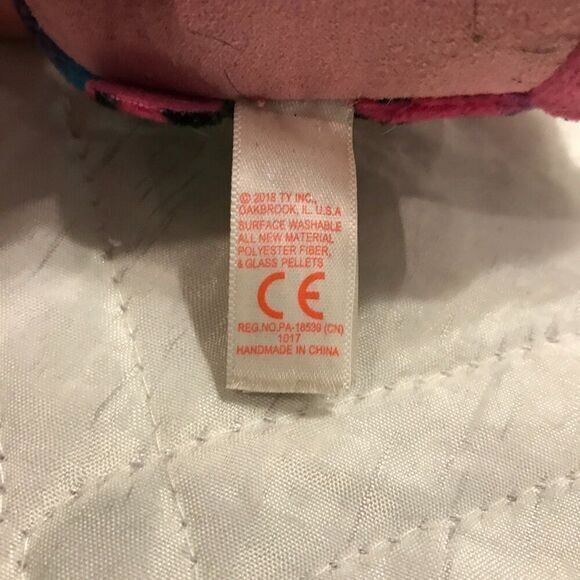 © 2018 TY INC.,
OAKBROOK, IL. U.S.A
SURFACE WASHABLE
ALL NEW MATERIAL
POLYESTER FIBER,
& GLASS PELLETS
CE
REG.NO.PA-18539 (CN)
1017
HANDMADE IN CHINA